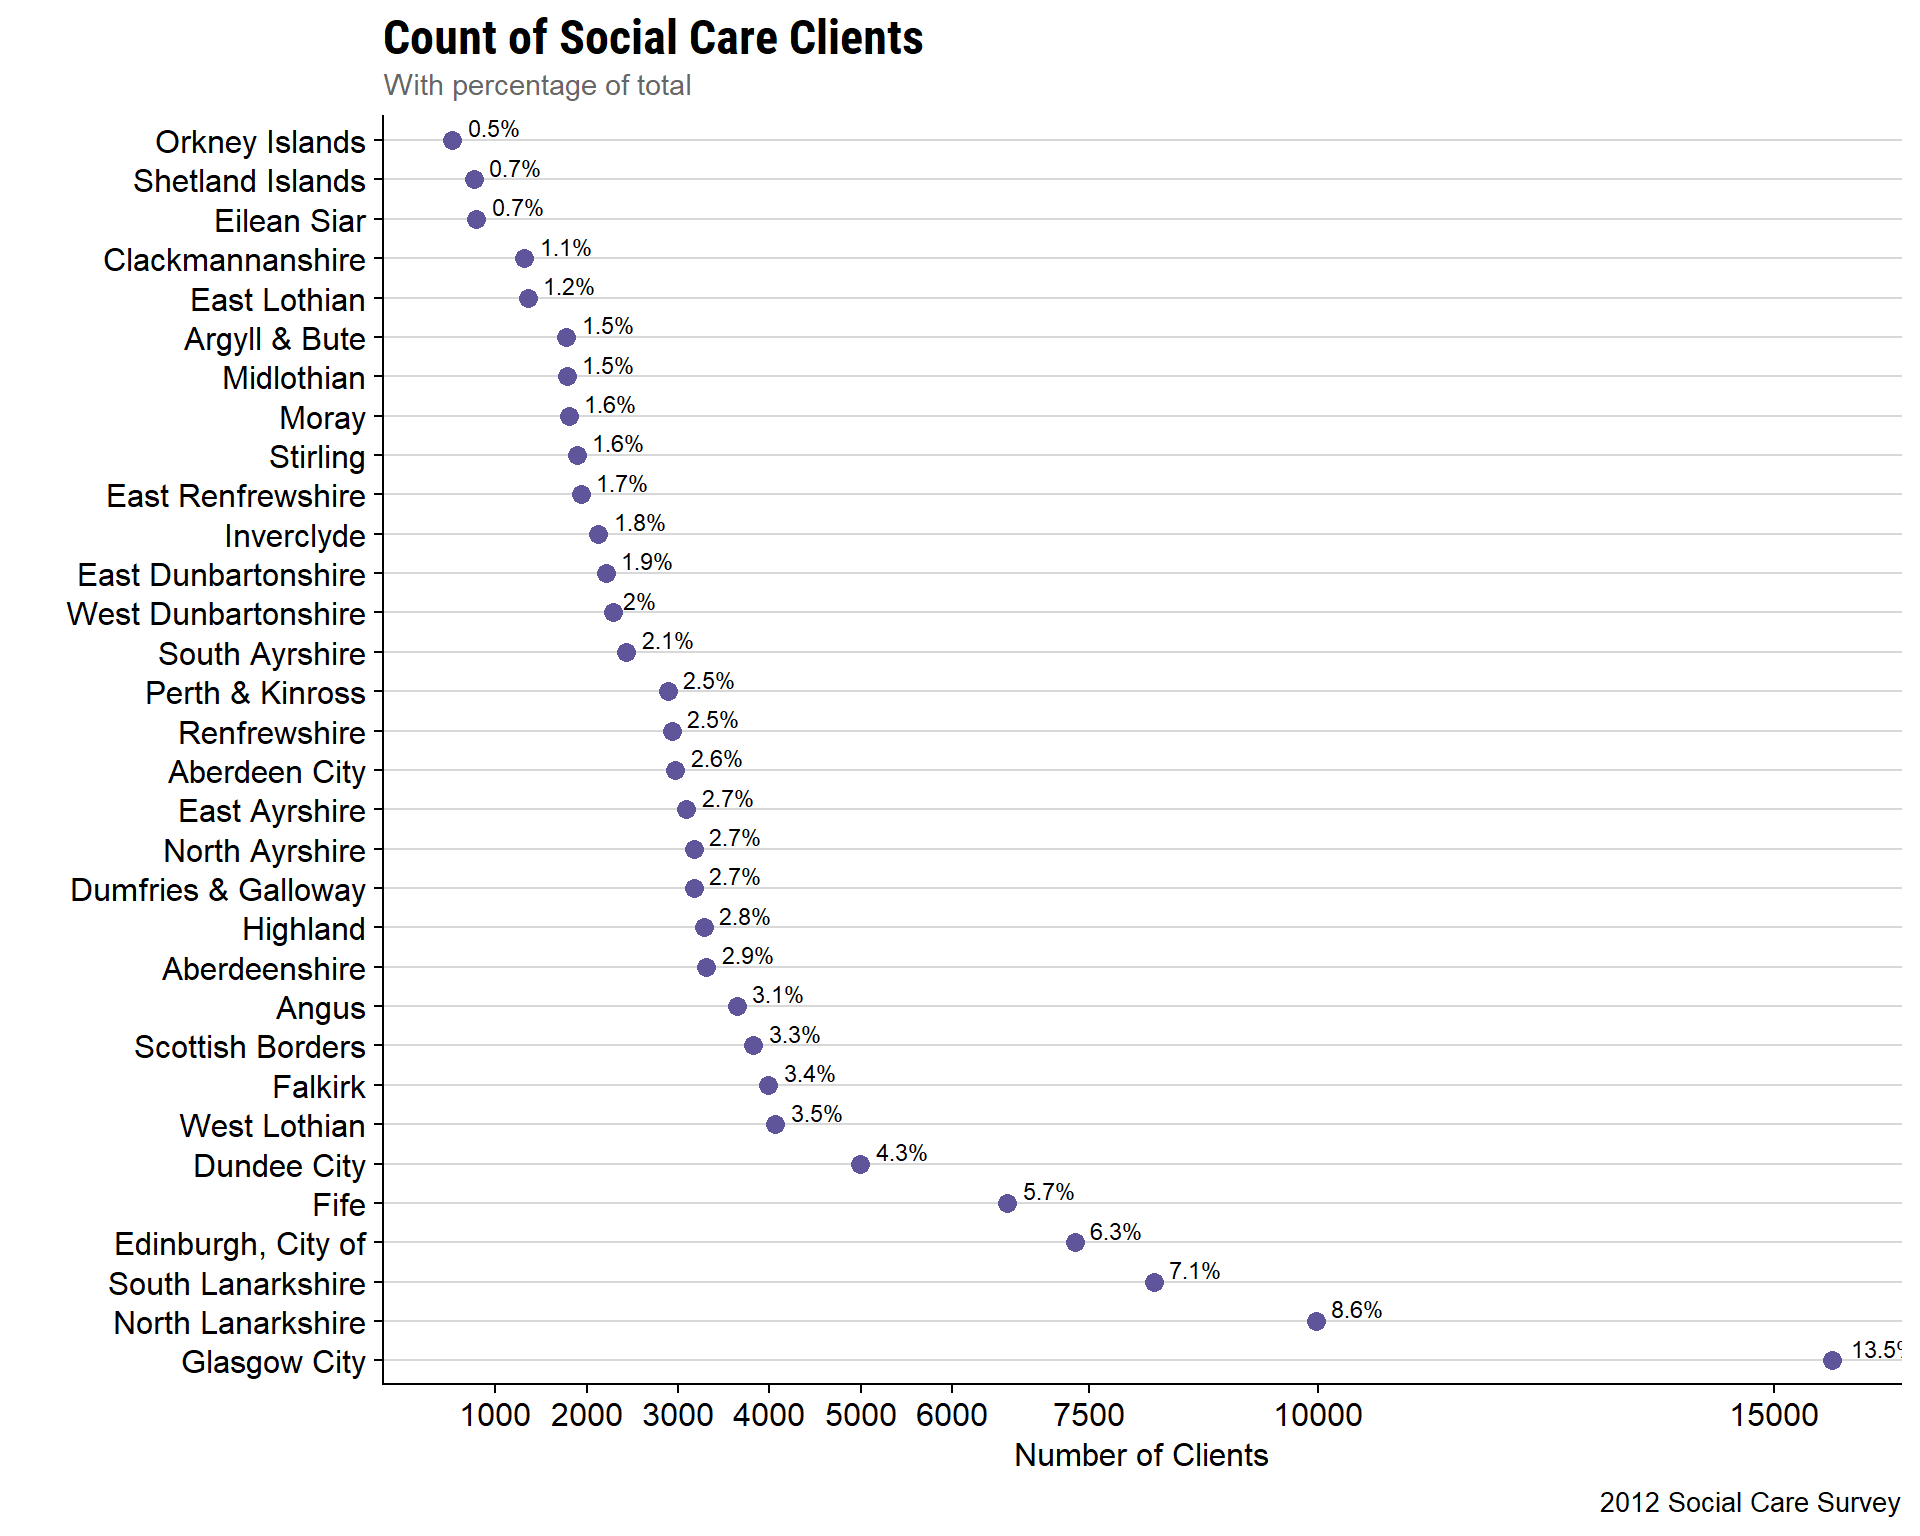 Count of Social Care Clients
With percentage of total
Orkney Islands 0.5%
Shetland Islands 0.7%
Eilean Siar 0.7%
Clackmannanshire 1.1%
East Lothian 1.2%
Argyll & Bute 1.5%
Midlothian 1.5%
Moray 1.6%
Stirling 1.6%
East Renfrewshire 1.7%
Inverclyde 1.8%
East Dunbartonshire 1.9%
West Dunbartonshire 2%
South Ayrshire 2.1%
Perth & Kinross 2.5%
Renfrewshire 2.5%
Aberdeen City 2.6%
East Ayrshire 2.7%
North Ayrshire 2.7%
Dumfries & Galloway 2.7%
Highland 2.8%
Aberdeenshire 2.9%
Angus 3.1%
Scottish Borders 3.3%
Falkirk 3.4%
West Lothian 3.5%
Dundee City 4.3%
Fife 5.7%
Edinburgh, City of 6.3%
South Lanarkshire 7.1%
North Lanarkshire 8.6%
Glasgow City 13.5%
1000 2000 3000 4000 5000 6000 7500 10000 15000
Number of Clients
2012 Social Care Survey